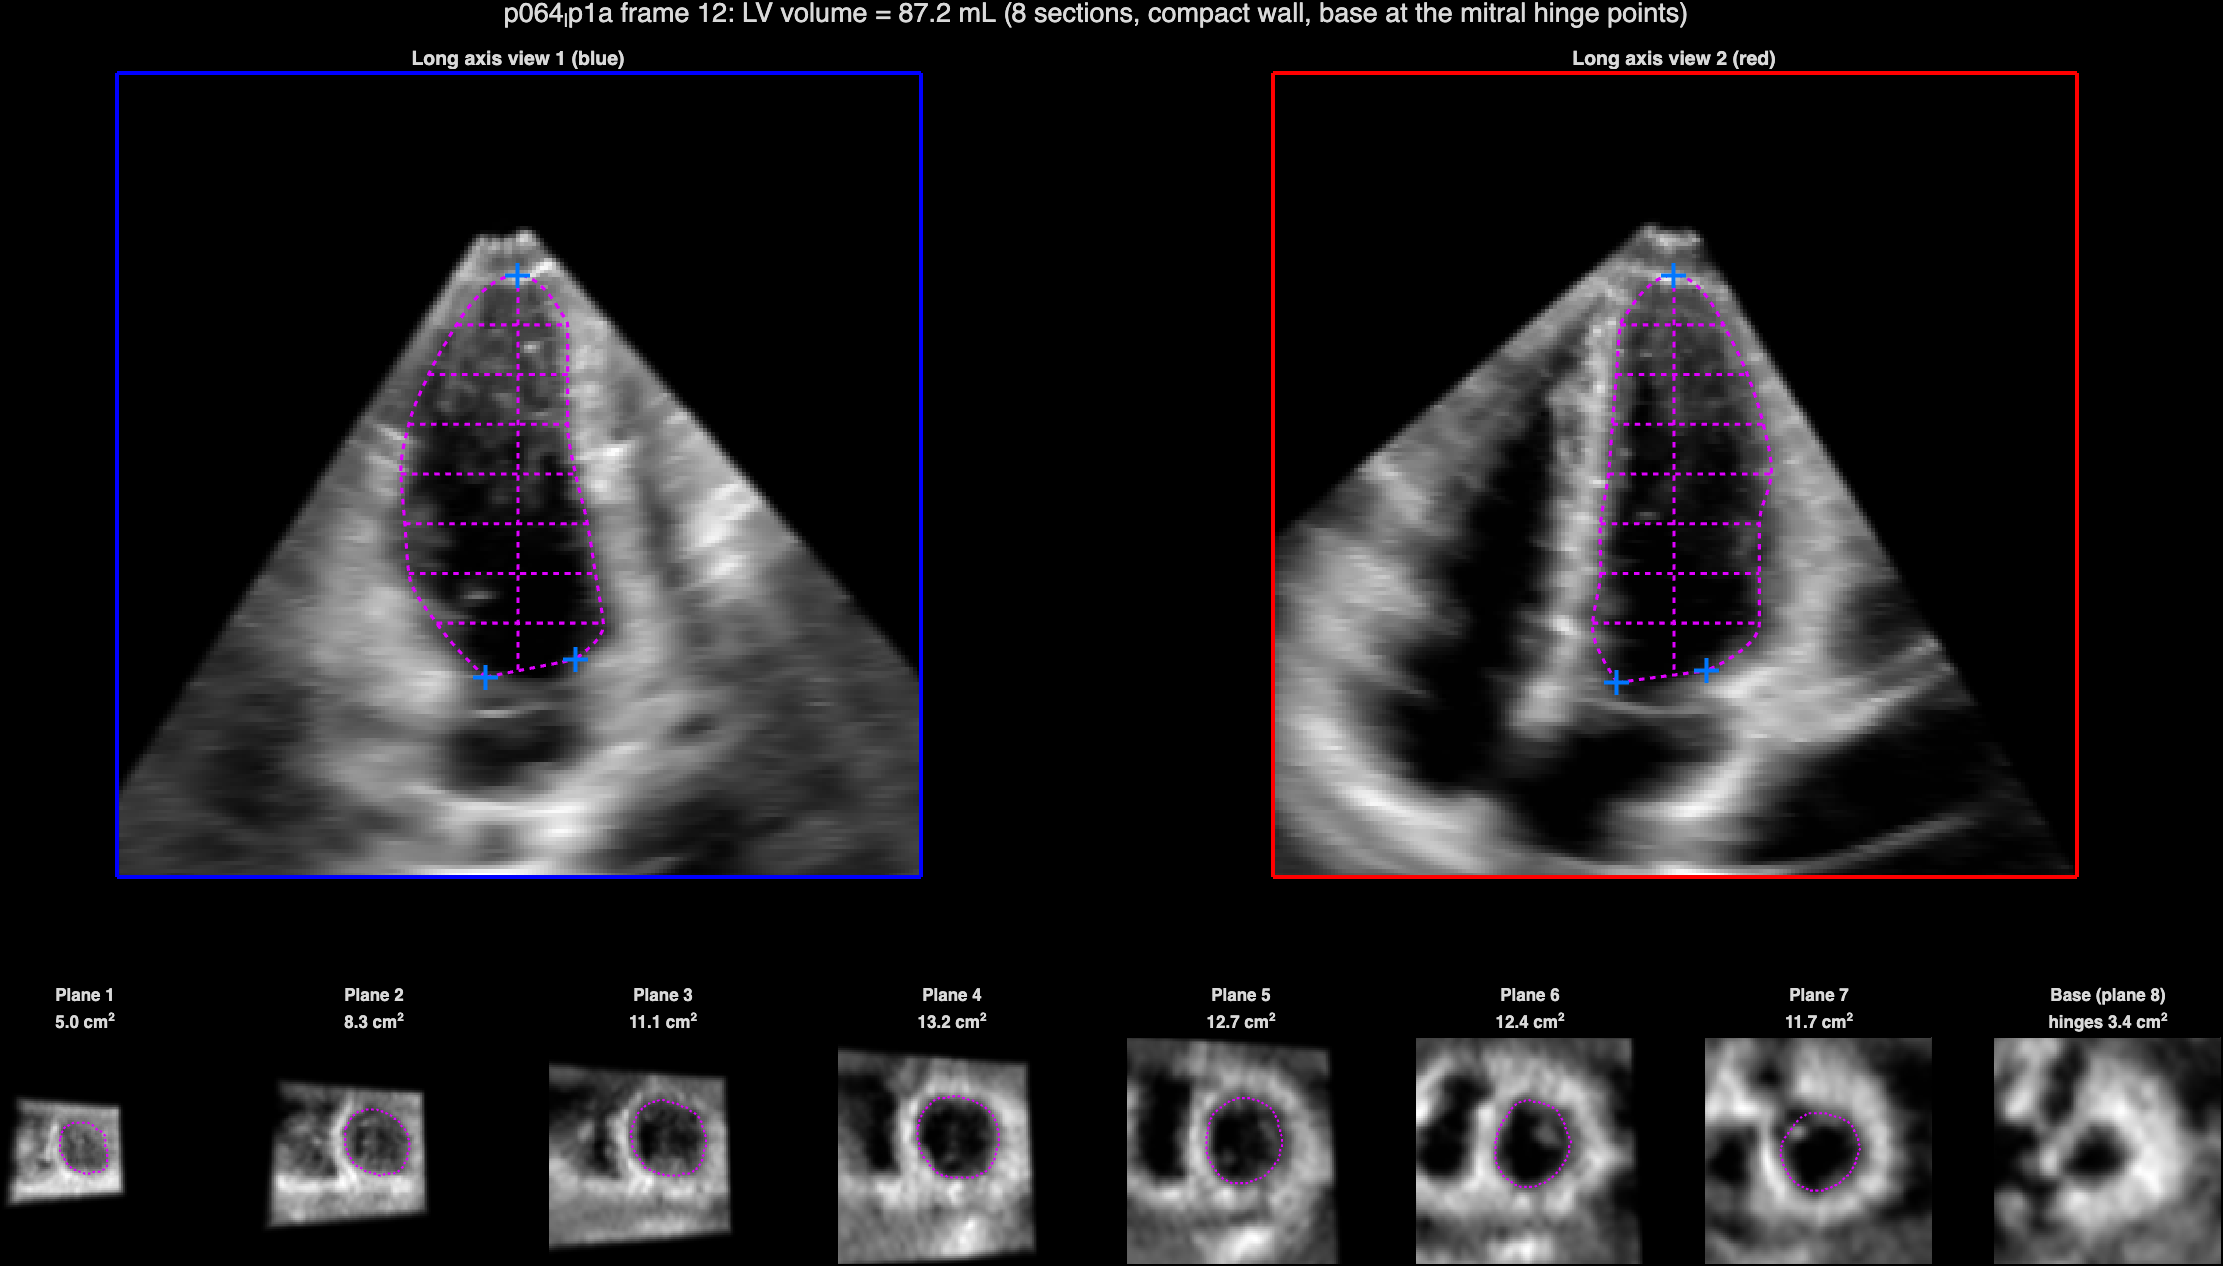 p064ₗp1a frame 12: LV volume = 87.2 mL (8 sections, compact wall, base at the mitral hinge points)
Long axis view 1 (blue)
Long axis view 2 (red)
Plane 1
5.0 cm²
Plane 2
8.3 cm²
Plane 3
11.1 cm²
Plane 4
13.2 cm²
Plane 5
12.7 cm²
Plane 6
12.4 cm²
Plane 7
11.7 cm²
Base (plane 8)
hinges 3.4 cm²